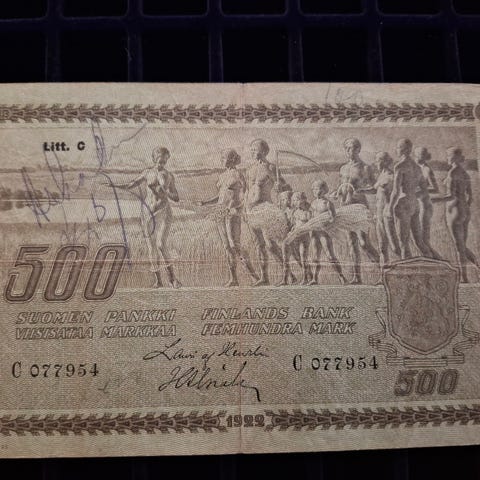 Litt. C
500
SUOMEN PANKKI FINLANDS BANK
VIISISATAA MARKKAA FEMHUNDRA MARK
C 077954 C 077954
500
1922